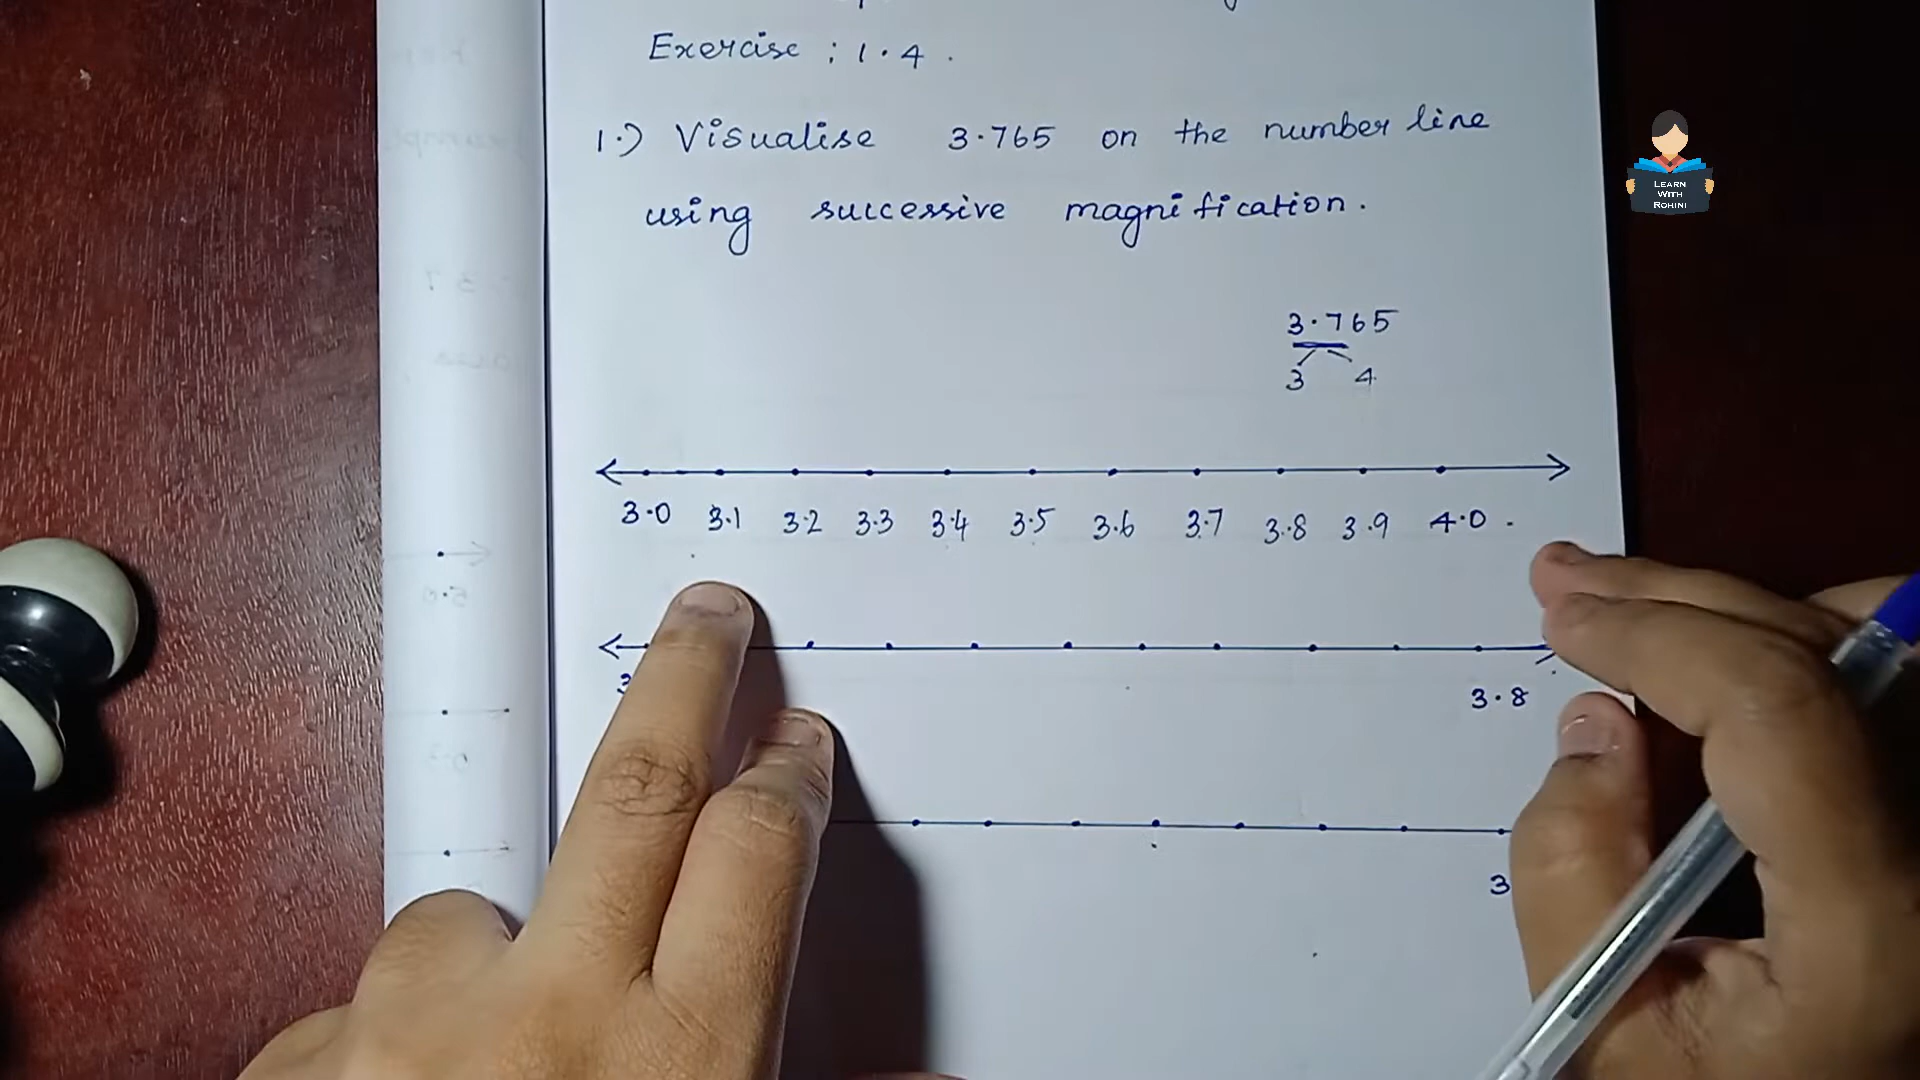 Exercise : 1.4 .
1.) Visualise 3.765 on the number line
using successive magnification.
LEARN
WITH
ROHINI
3.765
3 4
3.0 3.1 3.2 3.3 3.4 3.5 3.6 3.7 3.8 3.9 4.0 .
3.8